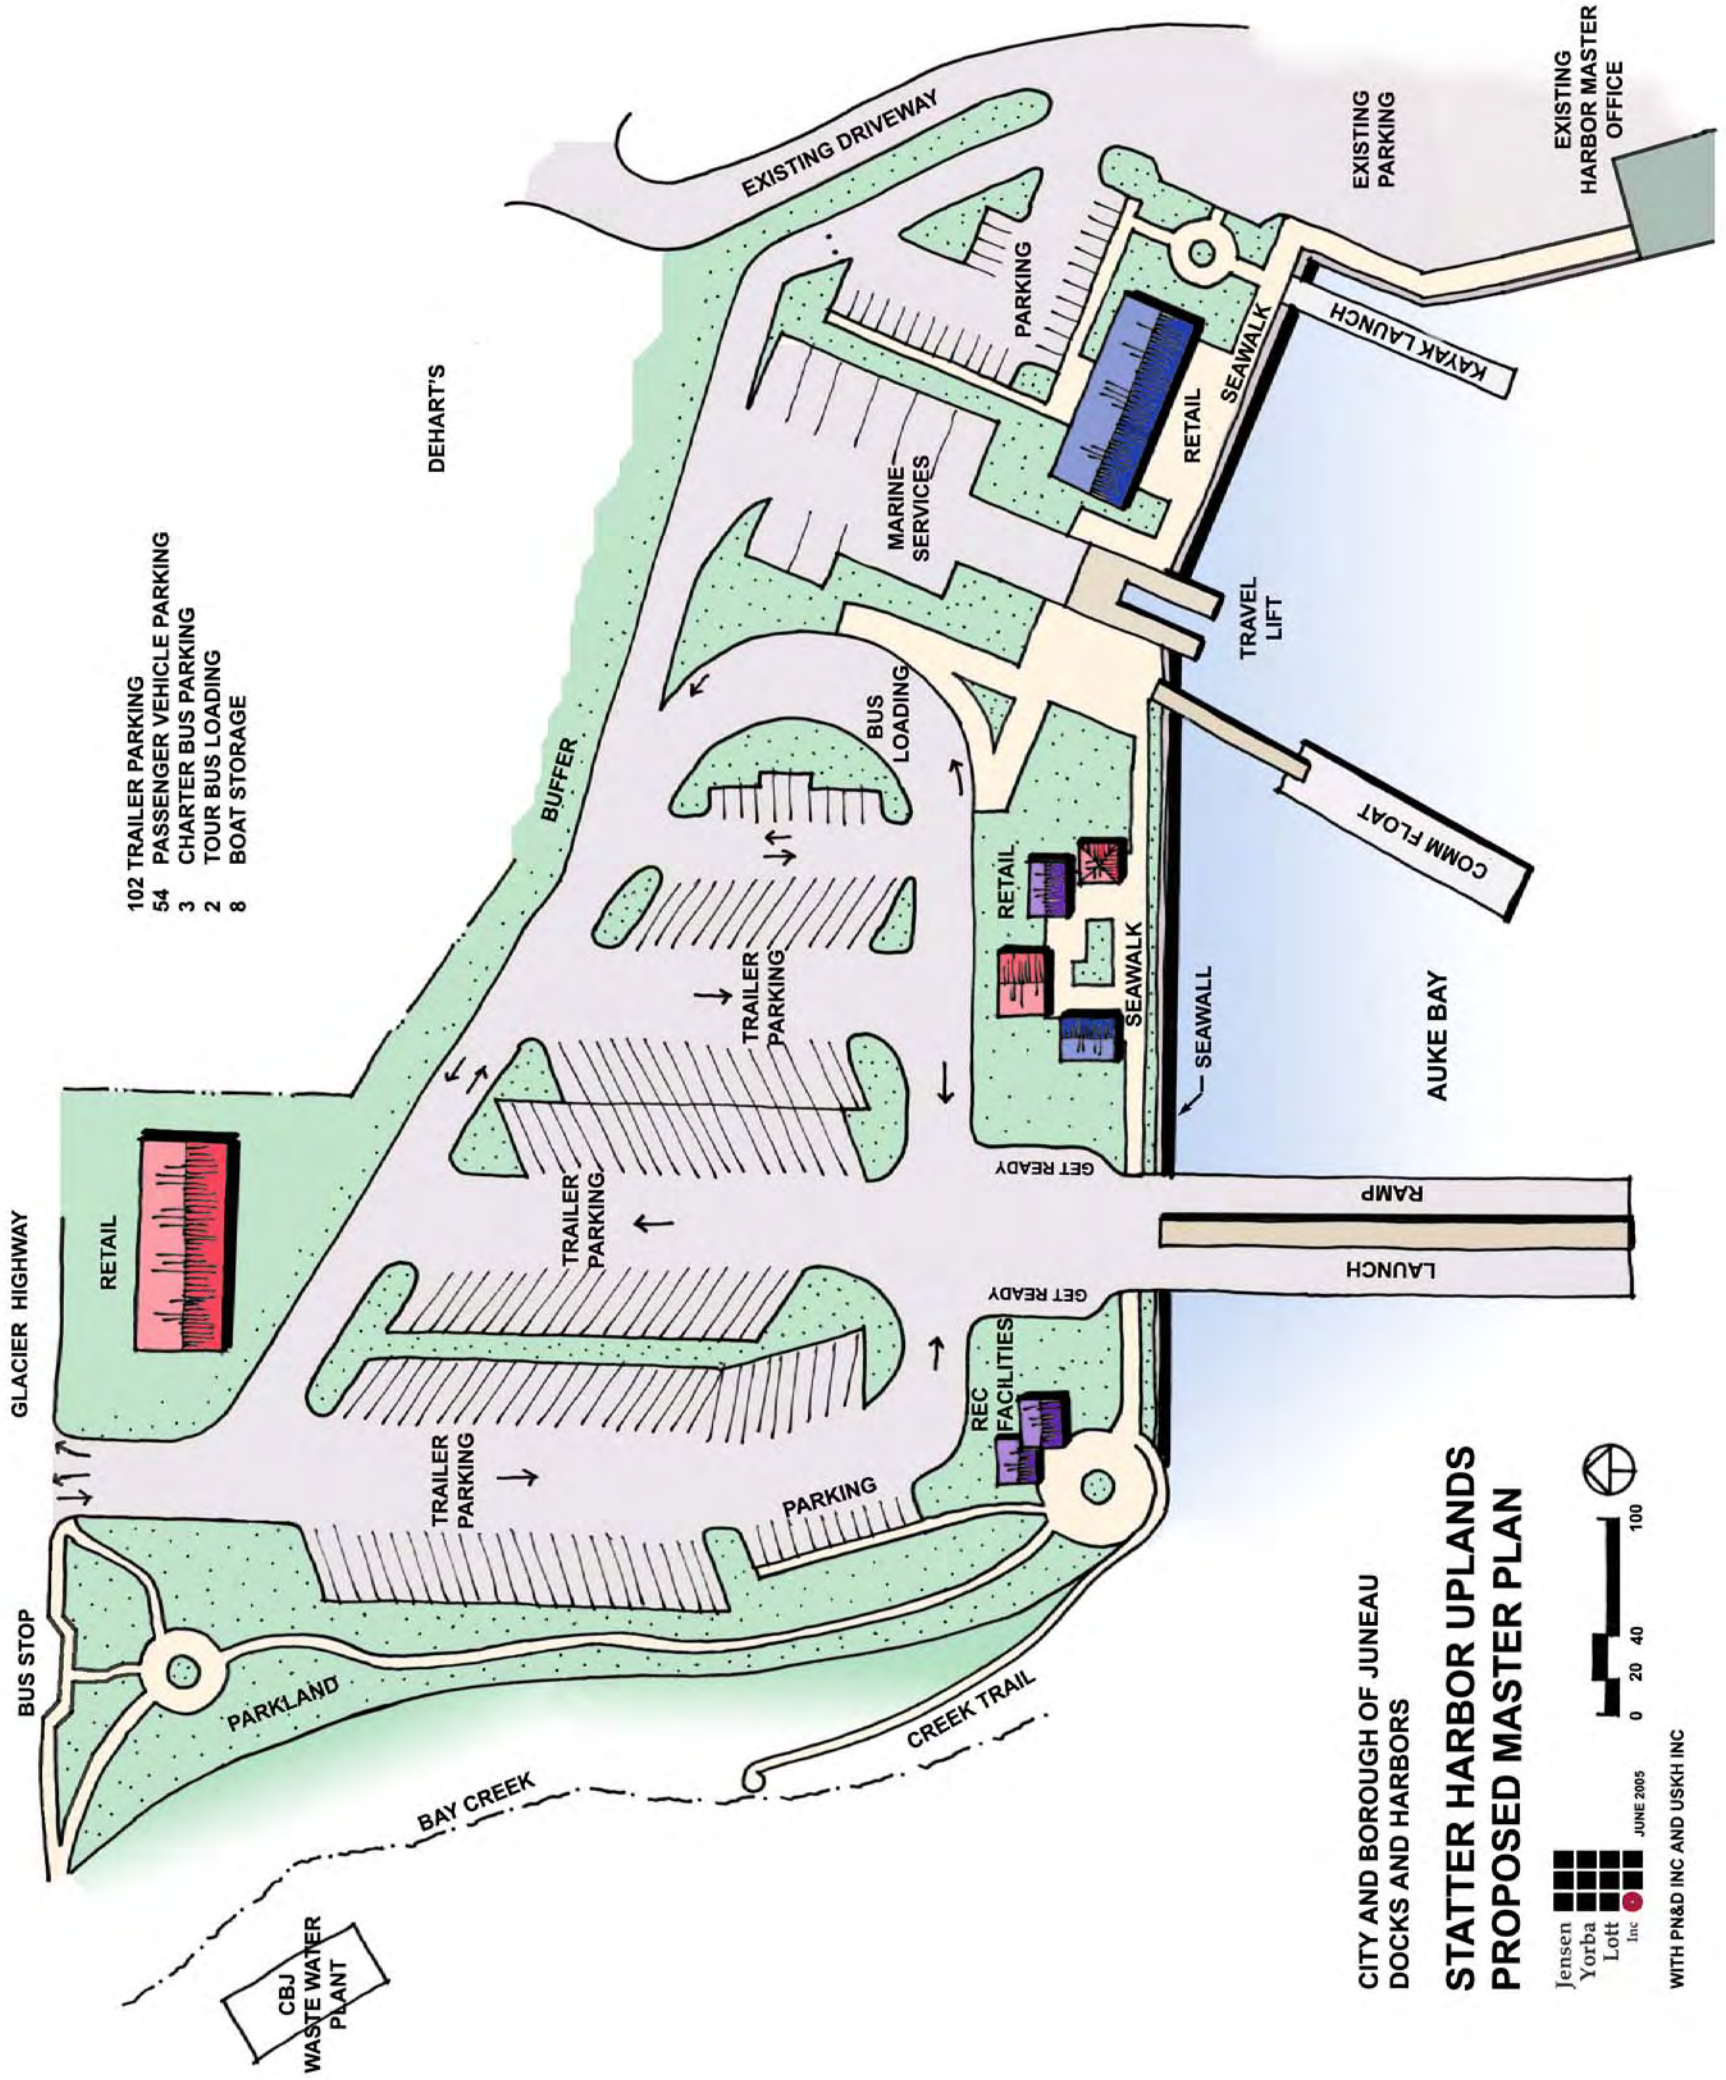 GLACIER HIGHWAY
BUS STOP
RETAIL
102 TRAILER PARKING
54 PASSENGER VEHICLE PARKING
3 CHARTER BUS PARKING
2 TOUR BUS LOADING
8 BOAT STORAGE
DEHART'S
BUFFER
EXISTING DRIVEWAY
CBJ
WASTE WATER
PLANT
BAY CREEK
PARKLAND
CREEK TRAIL
TRAILER
PARKING
PARKING
TRAILER
PARKING
TRAILER
PARKING
BUS
LOADING
MARINE
SERVICES
PARKING
EXISTING
PARKING
EXISTING
HARBOR MASTER
OFFICE
REC
FACILITIES
GET READY
GET READY
RETAIL
SEAWALK
RETAIL
SEAWALK
SEAWALL
LAUNCH
RAMP
TRAVEL
LIFT
COMM FLOAT
KAYAK LAUNCH
AUKE BAY
CITY AND BOROUGH OF JUNEAU
DOCKS AND HARBORS
STATTER HARBOR UPLANDS
PROPOSED MASTER PLAN
Jensen
Yorba
Lott
Inc
JUNE 2005
0 20 40 100
WITH PN&D INC AND USKH INC